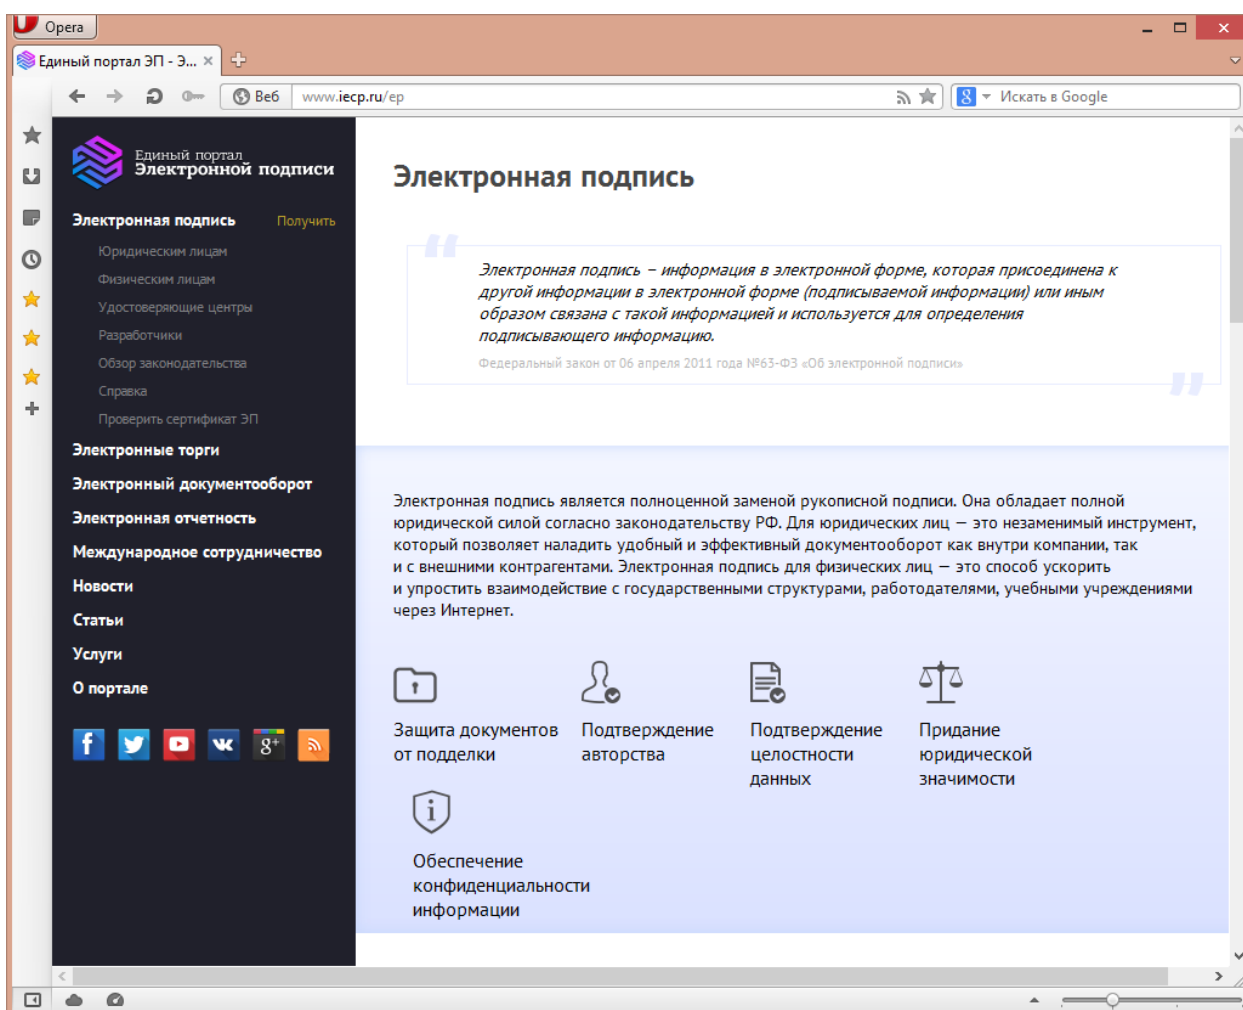 Opera
Единый портал ЭП - Э...
Веб
www.iecp.ru/ep
Искать в Google
Единый портал
Электронной подписи
Электронная подпись
Получить
Юридическим лицам
Физическим лицам
Удостоверяющие центры
Разработчики
Обзор законодательства
Справка
Проверить сертификат ЭП
Электронные торги
Электронный документооборот
Электронная отчетность
Международное сотрудничество
Новости
Статьи
Услуги
О портале
Электронная подпись
Электронная подпись – информация в электронной форме, которая присоединена к
другой информации в электронной форме (подписываемой информации) или иным
образом связана с такой информацией и используется для определения
подписывающего информацию.
Федеральный закон от 06 апреля 2011 года №63-ФЗ «Об электронной подписи»
Электронная подпись является полноценной заменой рукописной подписи. Она обладает полной
юридической силой согласно законодательству РФ. Для юридических лиц — это незаменимый инструмент,
который позволяет наладить удобный и эффективный документооборот как внутри компании, так
и с внешними контрагентами. Электронная подпись для физических лиц — это способ ускорить
и упростить взаимодействие с государственными структурами, работодателями, учебными учреждениями
через Интернет.
Защита документов
от подделки
Подтверждение
авторства
Подтверждение
целостности
данных
Придание
юридической
значимости
Обеспечение
конфиденциальности
информации